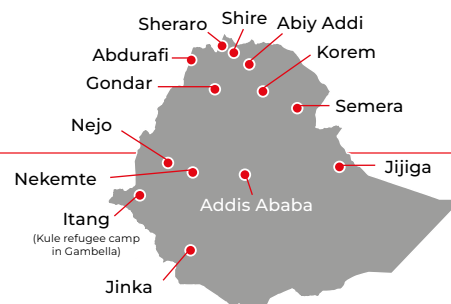 Sheraro
Shire
Abiy Addi
Abdurafi
Korem
Gondar
Semera
Nejo
Jijiga
Nekemte
Addis Ababa
Itang
(Kule refugee camp
in Gambella)
Jinka